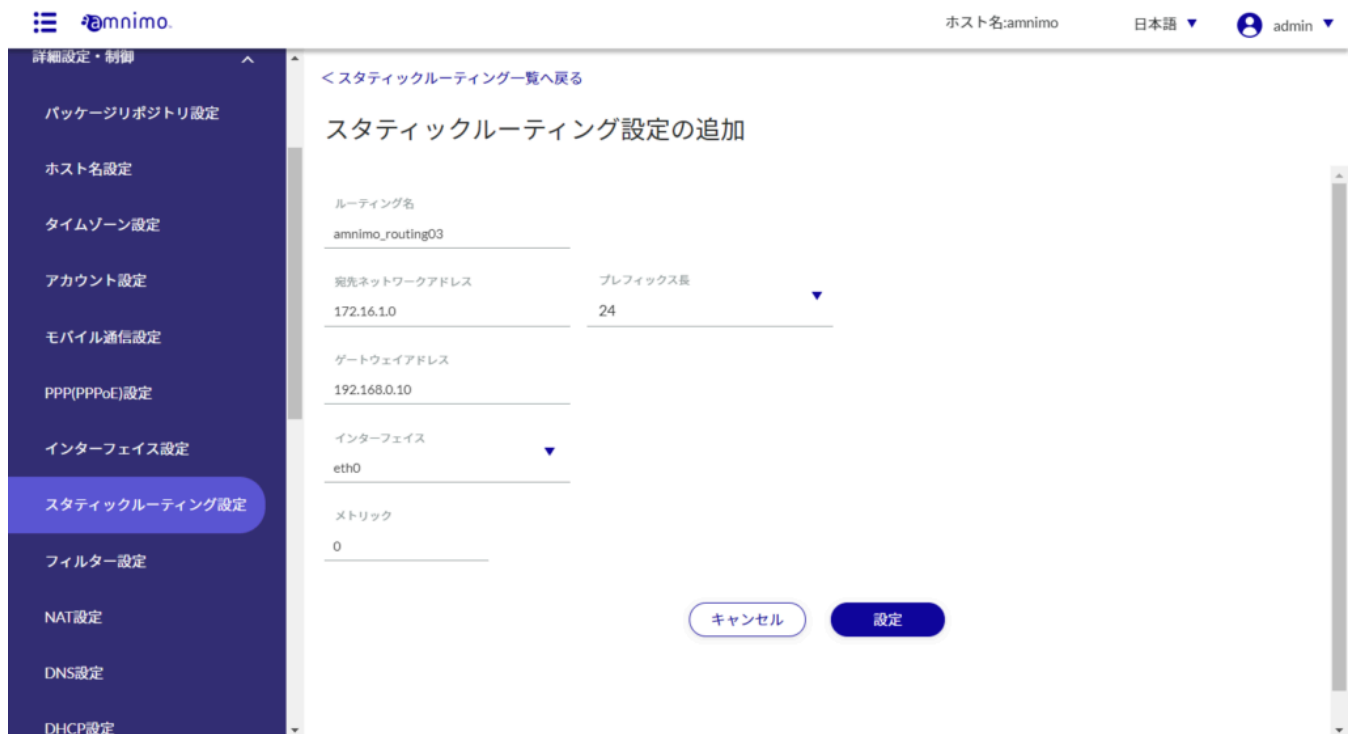 amnimo.
ホスト名:amnimo
日本語 ▼
admin ▼
詳細設定・制御
パッケージリポジトリ設定
ホスト名設定
タイムゾーン設定
アカウント設定
モバイル通信設定
PPP(PPPoE)設定
インターフェイス設定
スタティックルーティング設定
フィルター設定
NAT設定
DNS設定
DHCP設定
＜スタティックルーティング一覧へ戻る
スタティックルーティング設定の追加
ルーティング名
amnimo_routing03
宛先ネットワークアドレス
172.16.1.0
プレフィックス長
24
ゲートウェイアドレス
192.168.0.10
インターフェイス
eth0
メトリック
0
キャンセル
設定